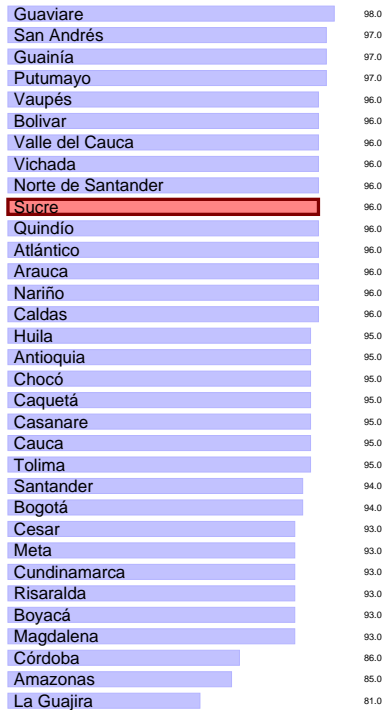 Guaviare 98.0
San Andrés 97.0
Guainía 97.0
Putumayo 97.0
Vaupés 96.0
Bolivar 96.0
Valle del Cauca 96.0
Vichada 96.0
Norte de Santander 96.0
Sucre 96.0
Quindío 96.0
Atlántico 96.0
Arauca 96.0
Nariño 96.0
Caldas 96.0
Huila 95.0
Antioquia 95.0
Chocó 95.0
Caquetá 95.0
Casanare 95.0
Cauca 95.0
Tolima 95.0
Santander 94.0
Bogotá 94.0
Cesar 93.0
Meta 93.0
Cundinamarca 93.0
Risaralda 93.0
Boyacá 93.0
Magdalena 93.0
Córdoba 86.0
Amazonas 85.0
La Guajira 81.0